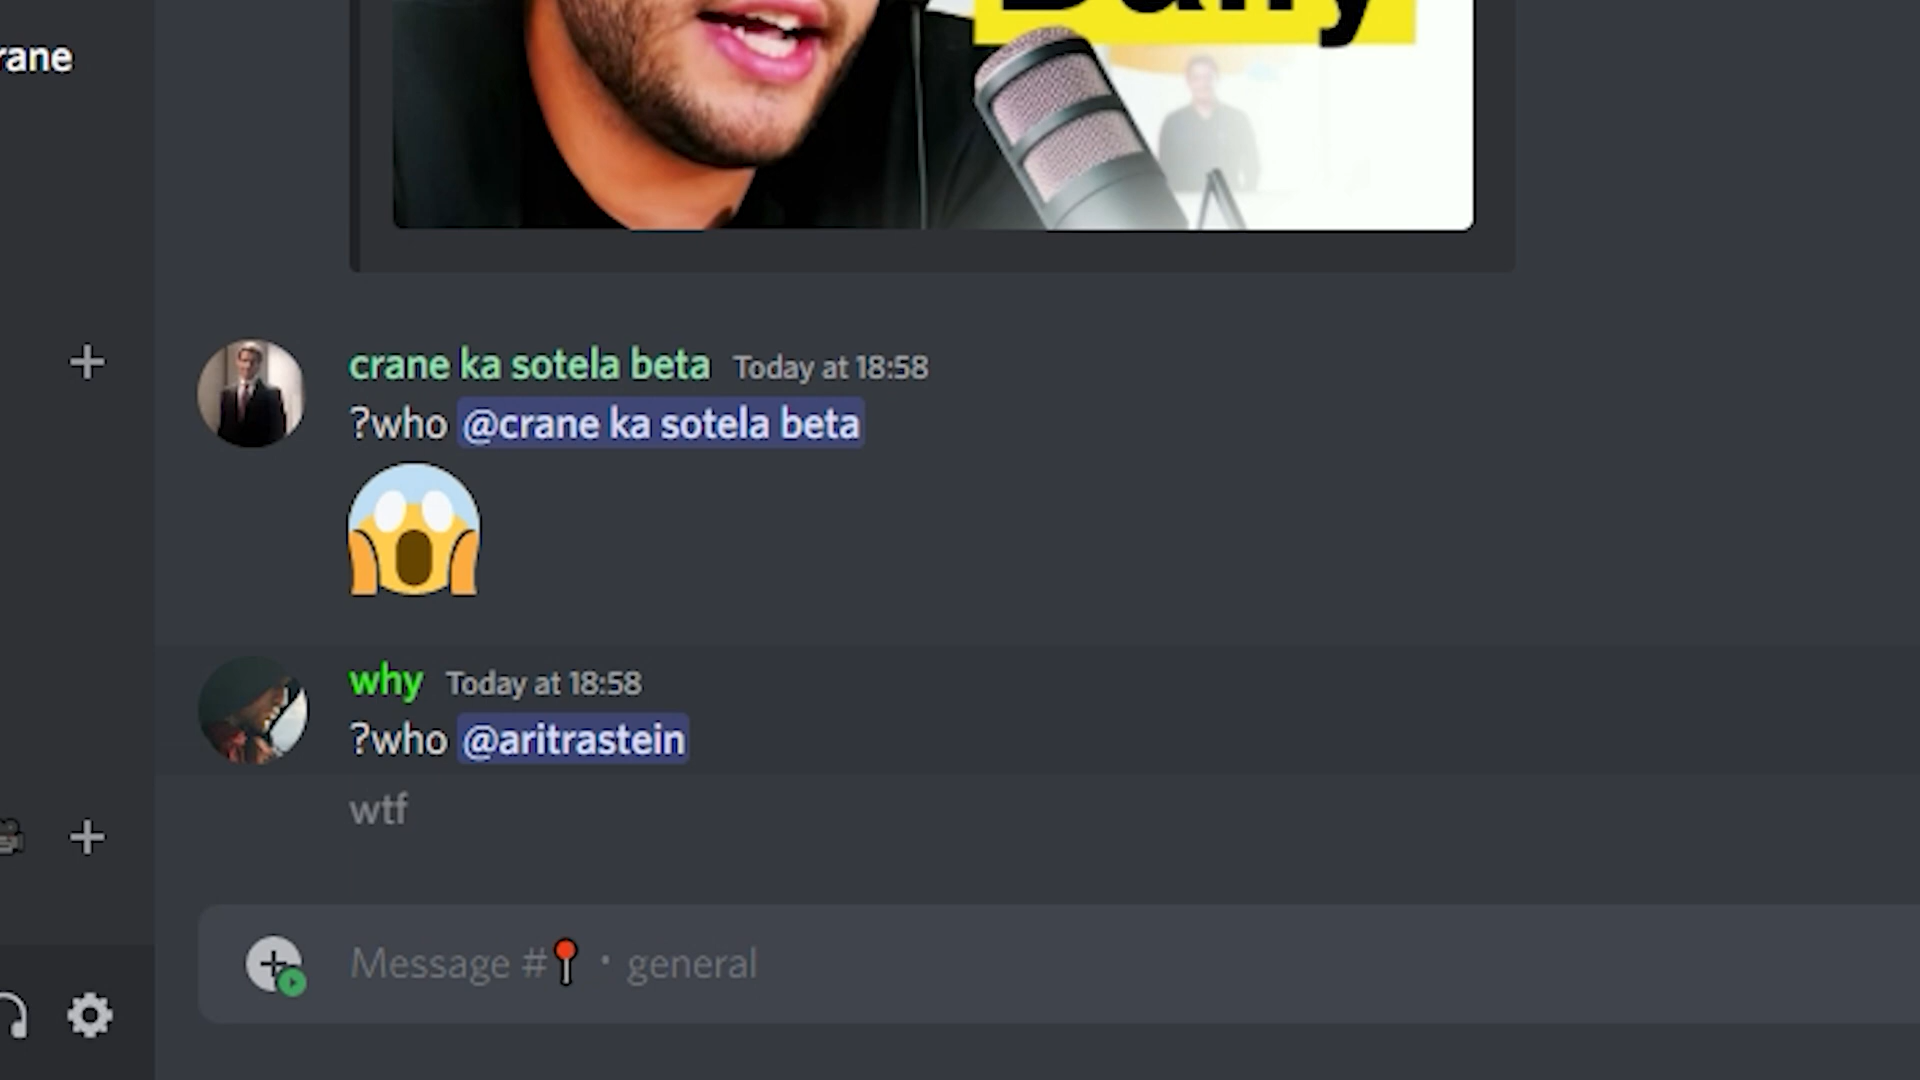 rane
crane ka sotela beta Today at 18:58
?who @crane ka sotela beta
why Today at 18:58
?who @aritrastein
wtf
Message #📍 · general